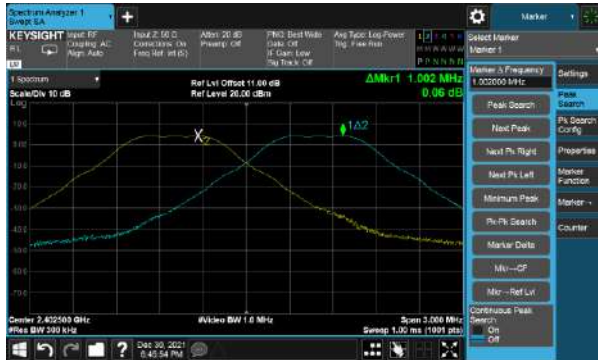 Spectrum Analyzer 1
Swept SA
+
Marker
KEYSIGHT
Input: RF
Coupling: AC
Align: Auto
Input Z: 50 Ω
Corrections: On
Freq Ref: Int (S)
Atten: 20 dB
Preamp: Off
PNO: Best Wide
Gate: Off
IF Gain: Low
Sig Track: Off
Avg Type: Log-Power
Trig: Free Run
Select Marker
Marker 1
1 Spectrum
Scale/Div 10 dB
Log
Ref Lvl Offset 11.00 dB
Ref Level 20.00 dBm
ΔMkr1 1.002 MHz
0.06 dB
1Δ2
X2
Center 2.402500 GHz
#Res BW 300 kHz
#Video BW 1.0 MHz
Span 3.000 MHz
Sweep 1.00 ms (1001 pts)
Marker Δ Frequency
1.002000 MHz
Peak Search
Next Peak
Next Pk Right
Next Pk Left
Minimum Peak
Pk-Pk Search
Marker Delta
Mkr→CF
Mkr→Ref Lvl
Continuous Peak
Search
On
Off
Settings
Peak
Search
Pk Search
Config
Properties
Marker
Function
Marker→
Counter
?
Dec 30, 2021
6:45:54 PM